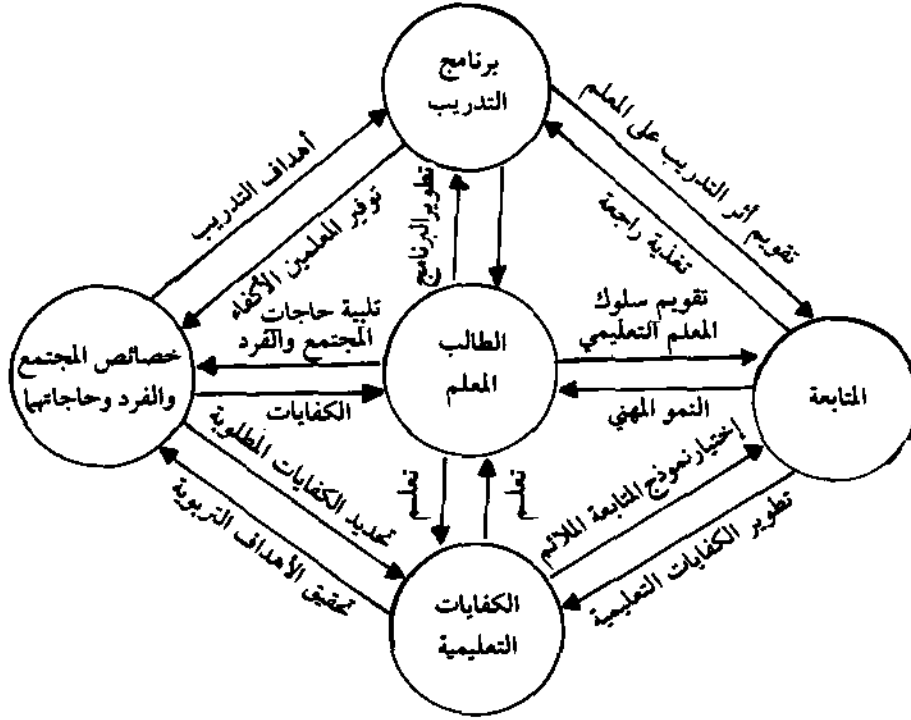 برنامج
التدريب
تقويم أثر التدريب على المعلم
تغذية راجعة
أهداف التدريب
توفير المعلمين الأكفاء
تطوير البرنامج
تقويم سلوك
المعلم التعليمي
النمو المهني
تلبية حاجات
المجتمع والفرد
الكفايات
الطالب
المعلم
المتابعة
خصائص المجتمع
والفرد وحاجاتهما
تحديد الكفايات المطلوبة
تحقيق الأهداف التربوية
تعلم
تعلم
إختيار نموذج المتابعة الملائم
تطوير الكفايات التعليمية
الكفايات
التعليمية